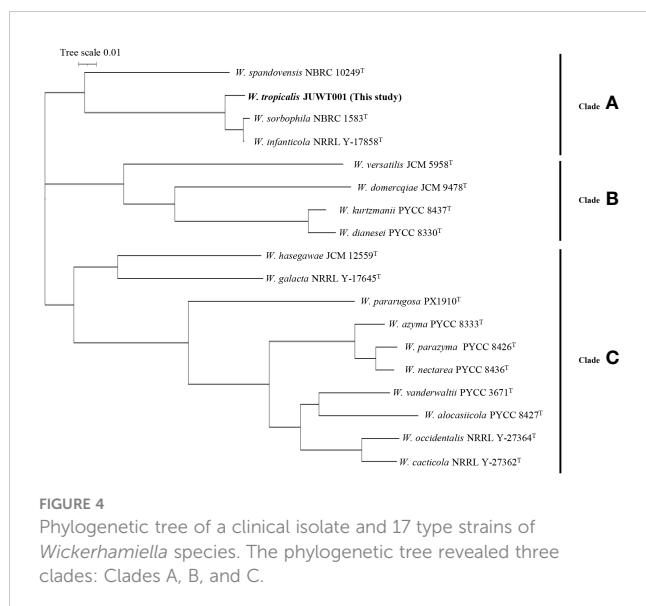 Tree scale 0.01
W. spandovensis NBRC 10249ᵀ
W. tropicalis JUWT001 (This study)
W. sorbophila NBRC 1583ᵀ
W. infanticola NRRL Y-17858ᵀ
Clade A
W. versatilis JCM 5958ᵀ
W. domercqiae JCM 9478ᵀ
W. kurtzmanii PYCC 8437ᵀ
W. dianesei PYCC 8330ᵀ
Clade B
W. hasegawae JCM 12559ᵀ
W. galacta NRRL Y-17645ᵀ
W. pararugosa PX1910ᵀ
W. azyma PYCC 8333ᵀ
W. parazyma PYCC 8426ᵀ
W. nectarea PYCC 8436ᵀ
W. vanderwaltii PYCC 3671ᵀ
W. alocasiicola PYCC 8427ᵀ
W. occidentalis NRRL Y-27364ᵀ
W. cacticola NRRL Y-27362ᵀ
Clade C
FIGURE 4
Phylogenetic tree of a clinical isolate and 17 type strains of
Wickerhamiella species. The phylogenetic tree revealed three
clades: Clades A, B, and C.